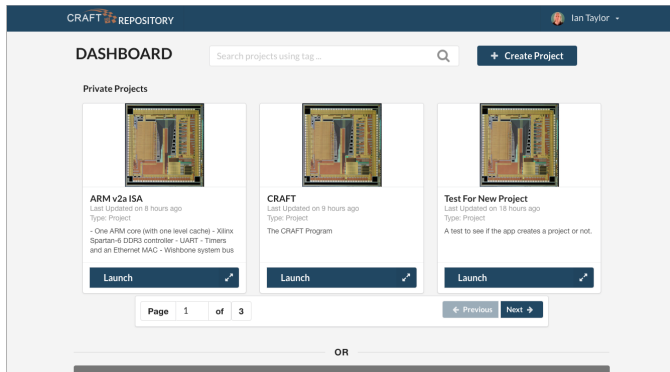 CRAFT REPOSITORY
Ian Taylor
DASHBOARD
Search projects using tag ...
+ Create Project
Private Projects
ARM v2a ISA
Last Updated on 8 hours ago
Type: Project
- One ARM core (with one level cache) - Xilinx
Spartan-6 DDR3 controller - UART - Timers
and an Ethernet MAC - Wishbone system bus
Launch
CRAFT
Last Updated on 9 hours ago
Type: Project
The CRAFT Program
Launch
Test For New Project
Last Updated on 18 hours ago
Type: Project
A test to see if the app creates a project or not.
Launch
Page 1 of 3
← Previous Next →
OR